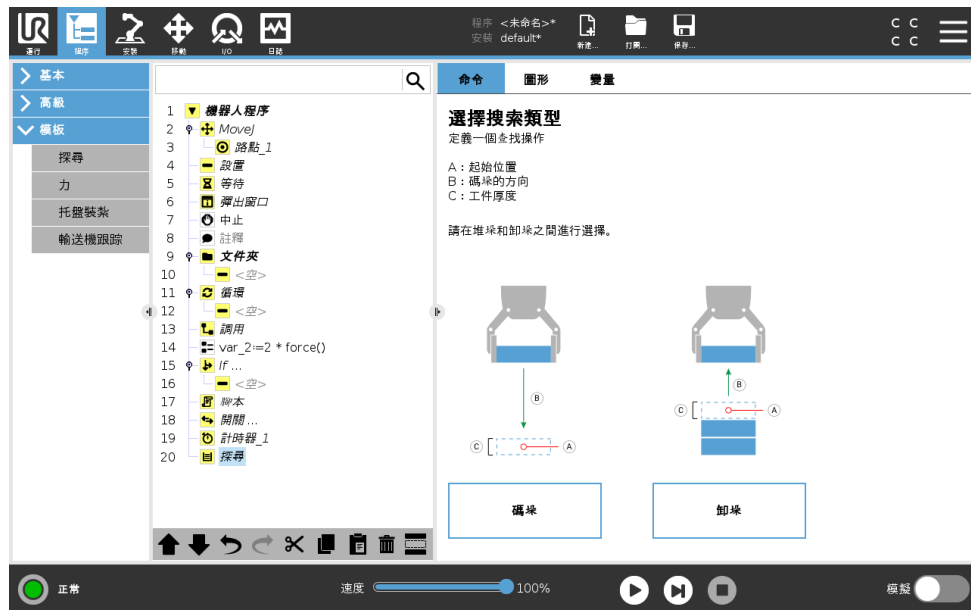 UR
運行
程序
安裝
移動
I/O
日誌
程序 <未命名>*
安裝 default*
新建...
打開...
保存...
C C
C C
基本
高級
模板
探尋
力
托盤裝紮
輸送機跟踪
1 機器人程序
2 MoveJ
3 路點_1
4 設置
5 等待
6 彈出窗口
7 中止
8 註釋
9 文件夾
10 <空>
11 循環
12 <空>
13 調用
14 var_2:=2 * force()
15 If ...
16 <空>
17 腳本
18 開關 ...
19 計時器_1
20 探尋
命令
圖形
變量
選擇搜索類型
定義一個查找操作
A：起始位置
B：碼垛的方向
C：工件厚度
請在堆垛和卸垛之間進行選擇。
B
C
A
B
C
A
碼垛
卸垛
正常
速度
100%
模擬